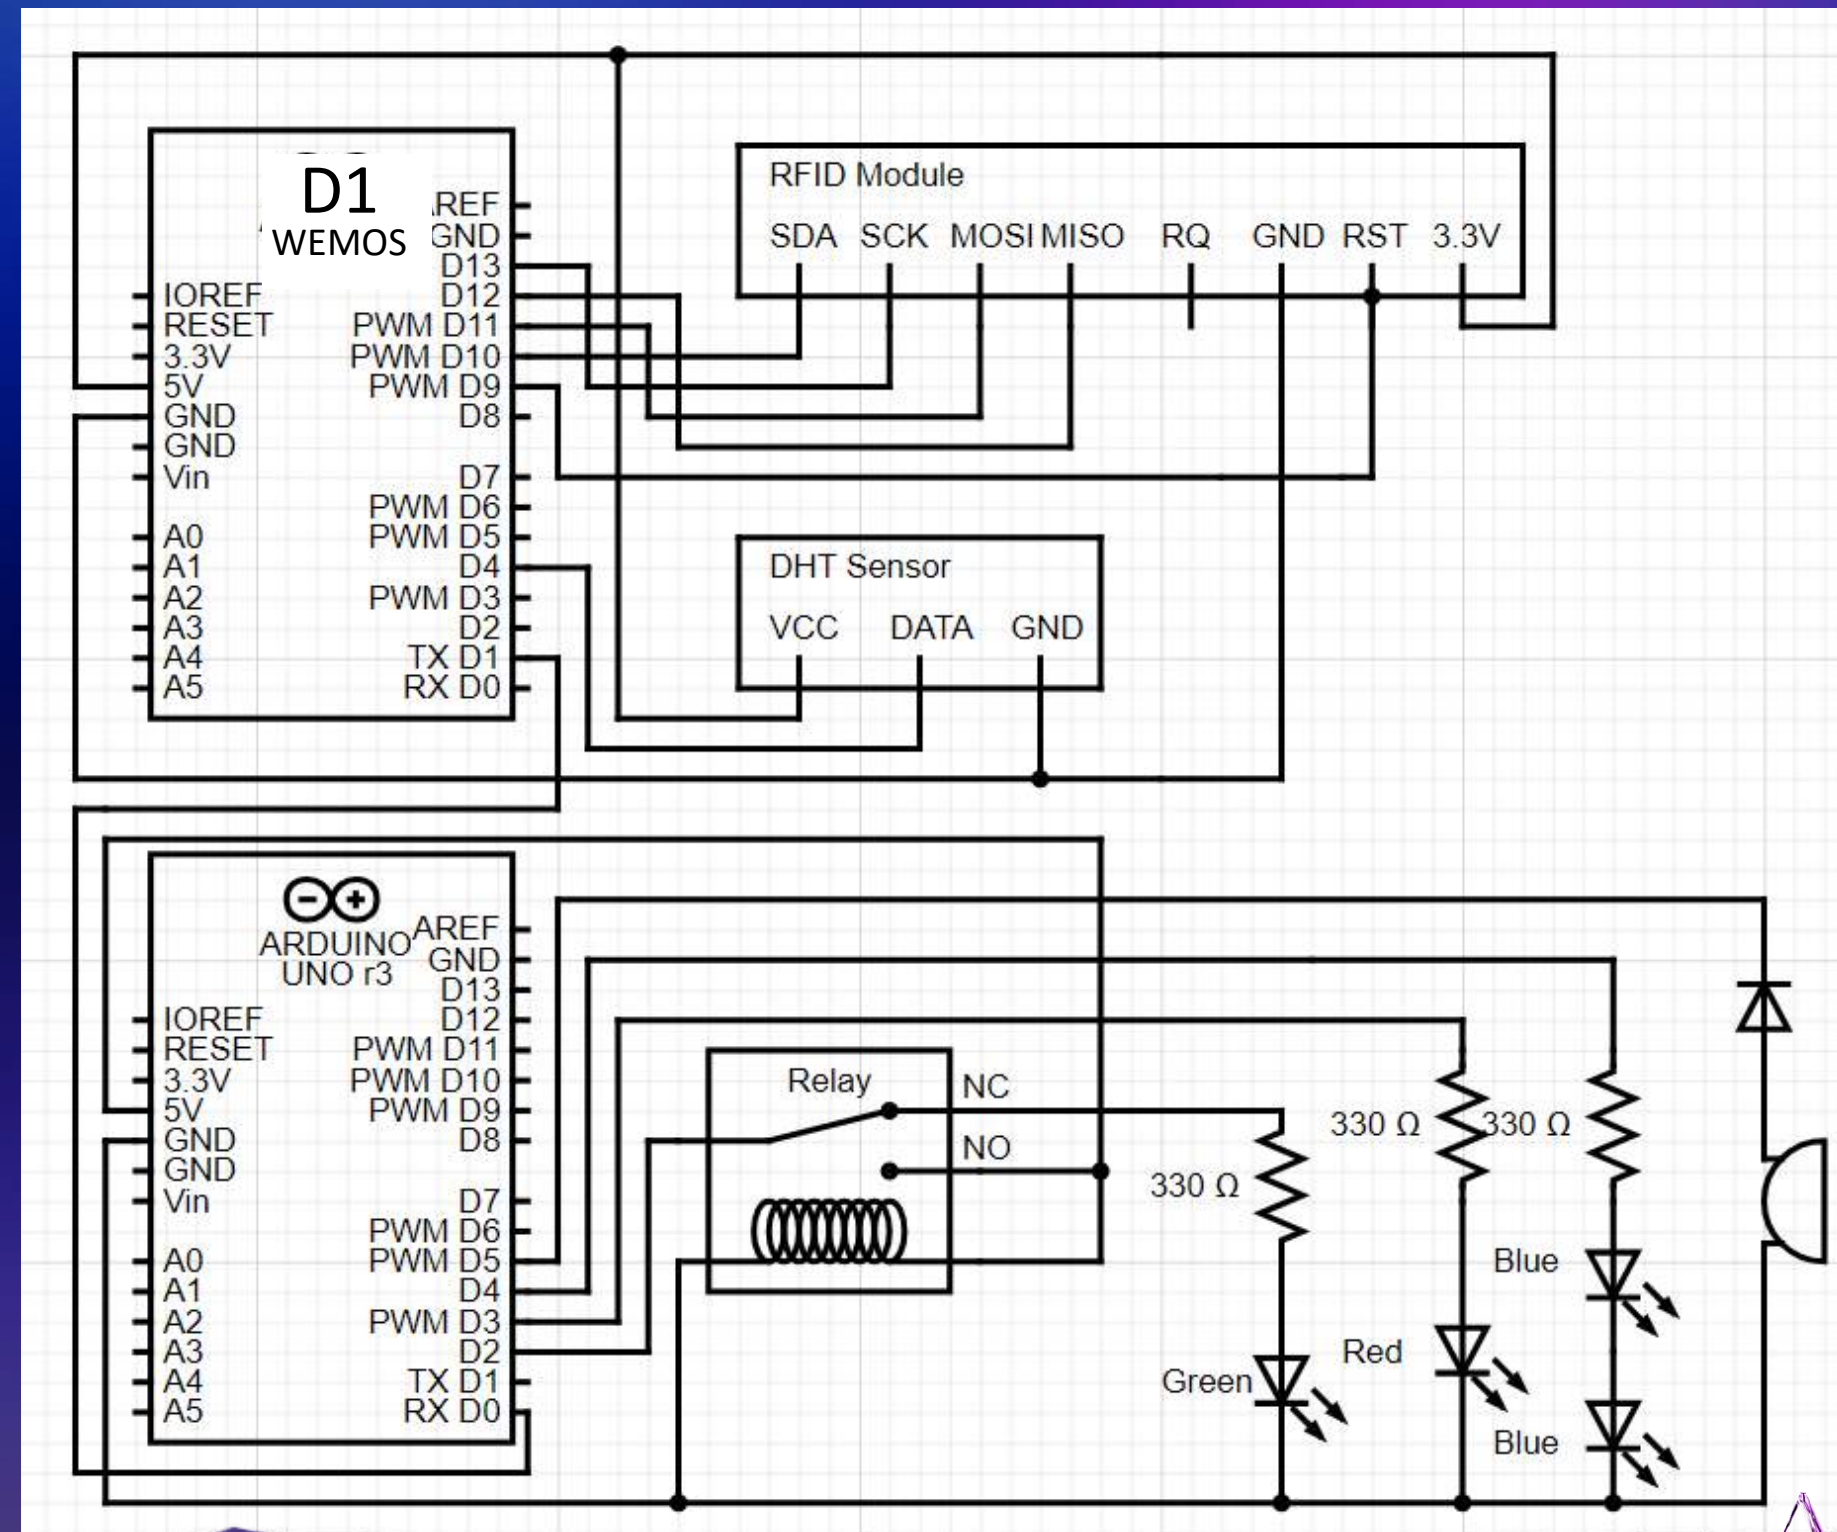 D1
WEMOS
REF
GND
D13
D12
PWM D11
PWM D10
PWM D9
D8
D7
PWM D6
PWM D5
D4
PWM D3
D2
TX D1
RX D0
IOREF
RESET
3.3V
5V
GND
GND
Vin
A0
A1
A2
A3
A4
A5
RFID Module
SDA SCK MOSI MISO RQ GND RST 3.3V
DHT Sensor
VCC DATA GND
ARDUINO
UNO r3
AREF
GND
D13
D12
PWM D11
PWM D10
PWM D9
D8
D7
PWM D6
PWM D5
D4
PWM D3
D2
TX D1
RX D0
IOREF
RESET
3.3V
5V
GND
GND
Vin
A0
A1
A2
A3
A4
A5
Relay
NC
NO
330 Ω
330 Ω
330 Ω
Green
Red
Blue
Blue